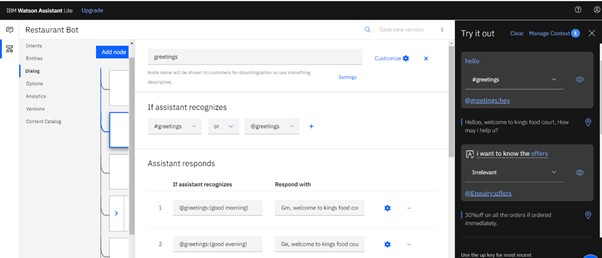 IBM Watson Assistant Lite Upgrade
Restaurant Bot
Save new version
Intents
Entities
Dialog
Options
Analytics
Versions
Content Catalog
Add node
greetings
Customize
Node name will be shown to customers for disambiguation so use something
descriptive.
Settings
If assistant recognizes
#greetings
or
@greetings
Assistant responds
If assistant recognizes
Respond with
1
@greetings:(good morning)
Gm, welcome to kings food co
2
@greetings:(good evening)
Ge, welcome to kings food cou
Try it out
Clear
Manage Context
hello
#greetings
@greetings:hey
Helloo, welcome to kings food court, How
may i help u?
i want to know the offers
Irrelevant
@Enquiry:offers
30%off on all the orders if ordered
immediately.
Use the up key for most recent